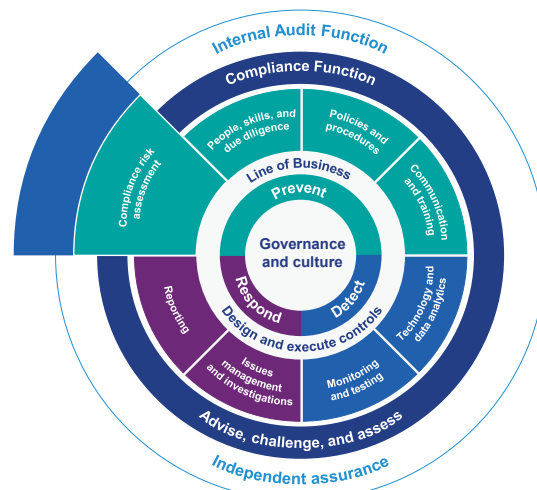 Internal Audit Function
Compliance Function
People, skills, and
due diligence
Policies and
procedures
Communication
and training
Compliance risk
assessment
Line of Business
Prevent
Governance
and culture
Respond
Detect
Design and execute controls
Reporting
Technology and
data analytics
Issues
management
and investigations
Monitoring
and testing
Advise, challenge, and assess
Independent assurance